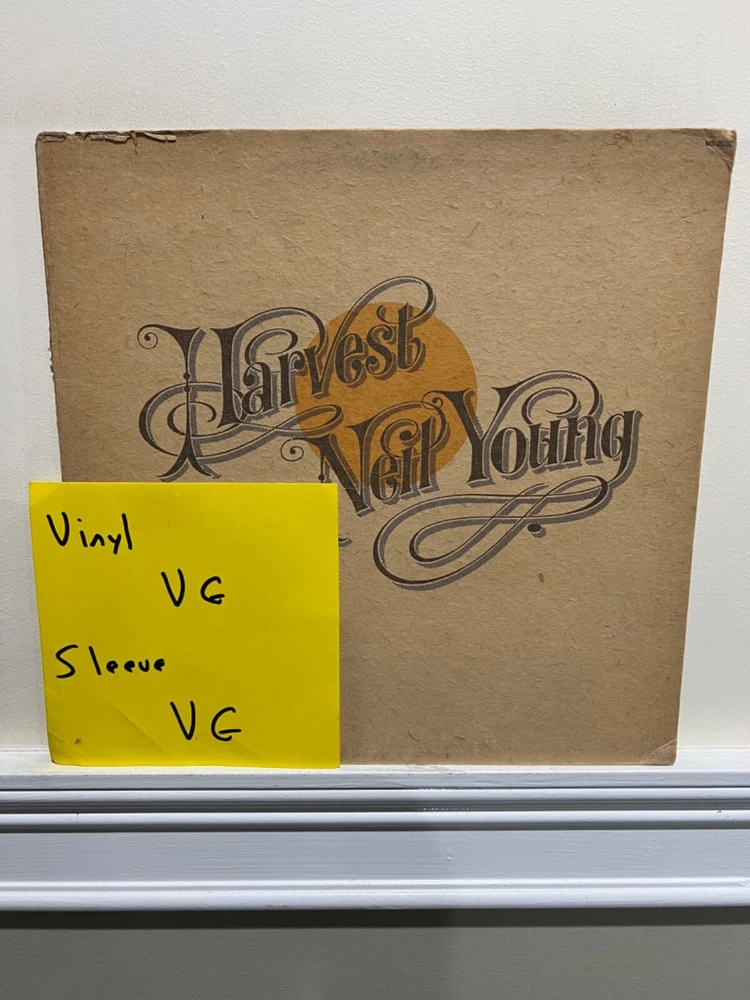 Harvest
Neil Young
Vinyl
VG
Sleeve
VG